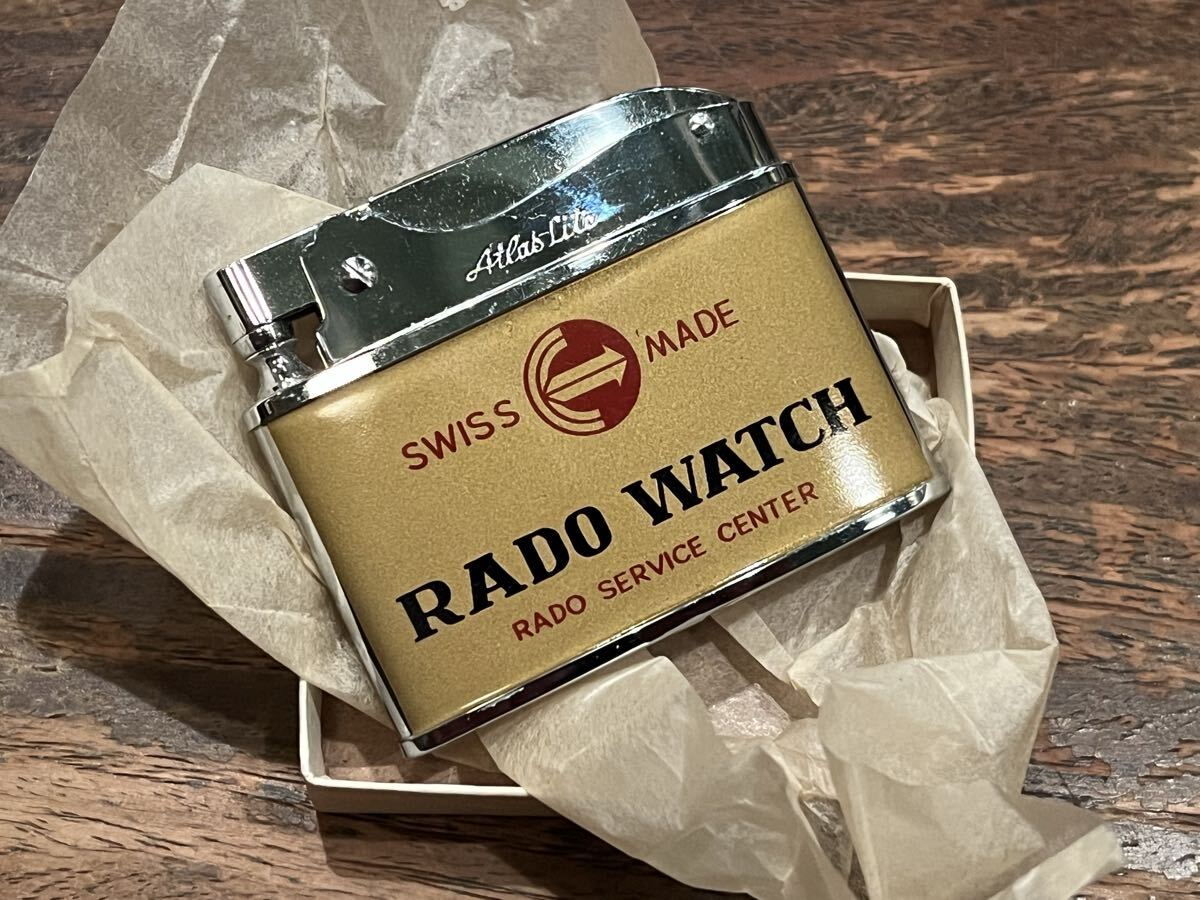 Atlas-Lite
SWISS MADE
RADO WATCH
RADO SERVICE CENTER